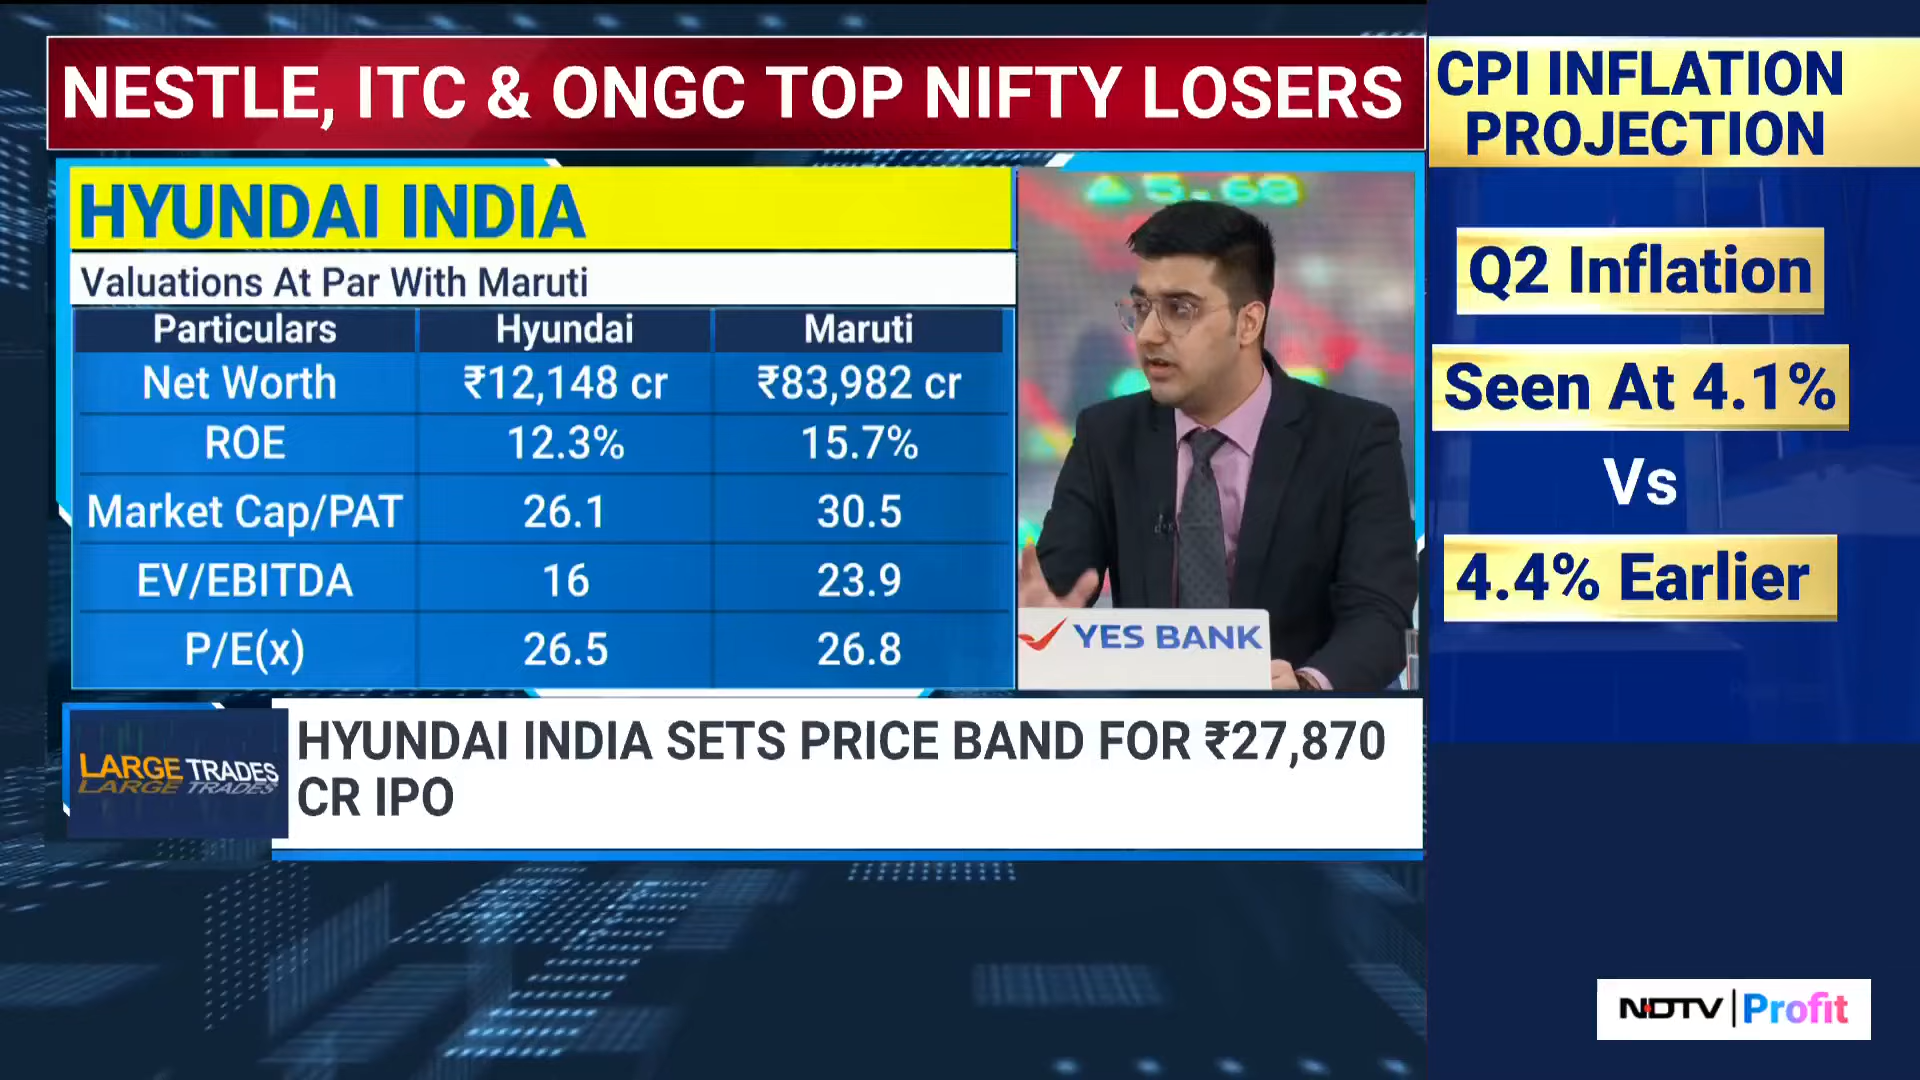 NESTLE, ITC & ONGC TOP NIFTY LOSERS
CPI INFLATION
PROJECTION
HYUNDAI INDIA
Valuations At Par With Maruti
Particulars Hyundai Maruti
Net Worth ₹12,148 cr ₹83,982 cr
ROE 12.3% 15.7%
Market Cap/PAT 26.1 30.5
EV/EBITDA 16 23.9
P/E(x) 26.5 26.8
▲5.68
YES BANK
Q2 Inflation
Seen At 4.1%
Vs
4.4% Earlier
LARGE TRADES
HYUNDAI INDIA SETS PRICE BAND FOR ₹27,870
CR IPO
NDTV Profit